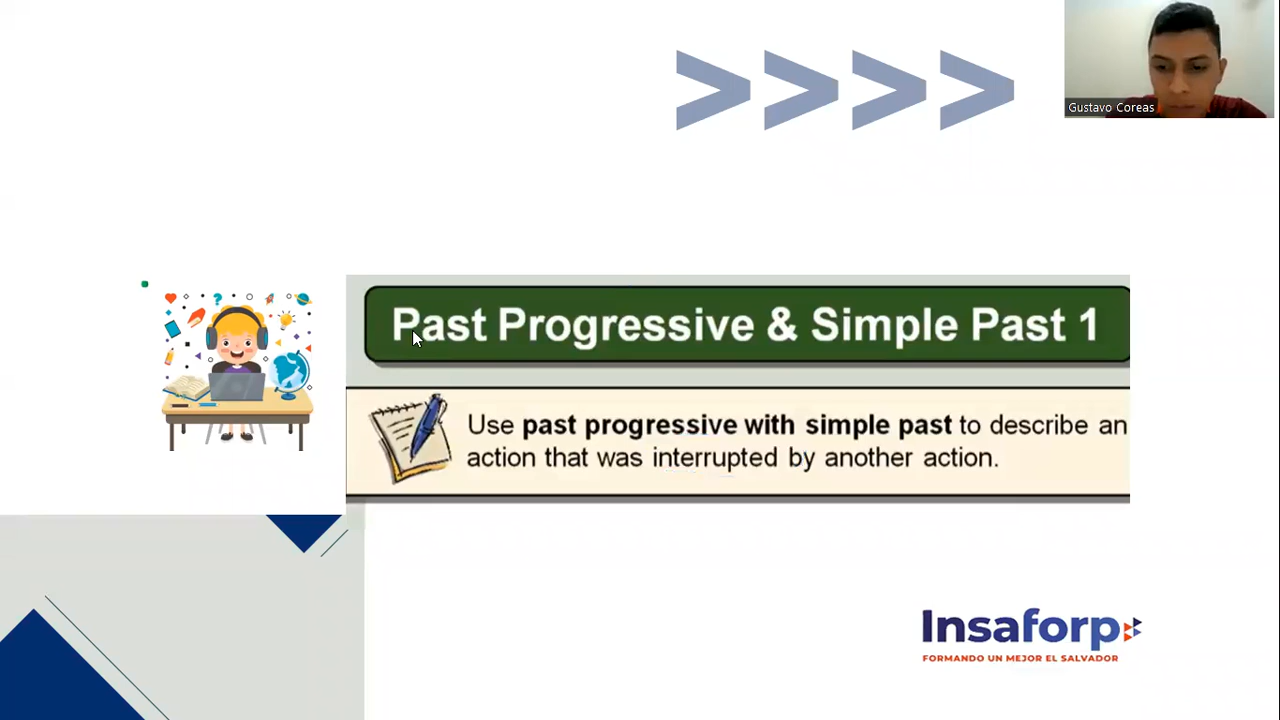 >>>>
Gustavo Coreas
Past Progressive & Simple Past 1
Use past progressive with simple past to describe an
action that was interrupted by another action.
Insaforp
FORMANDO UN MEJOR EL SALVADOR